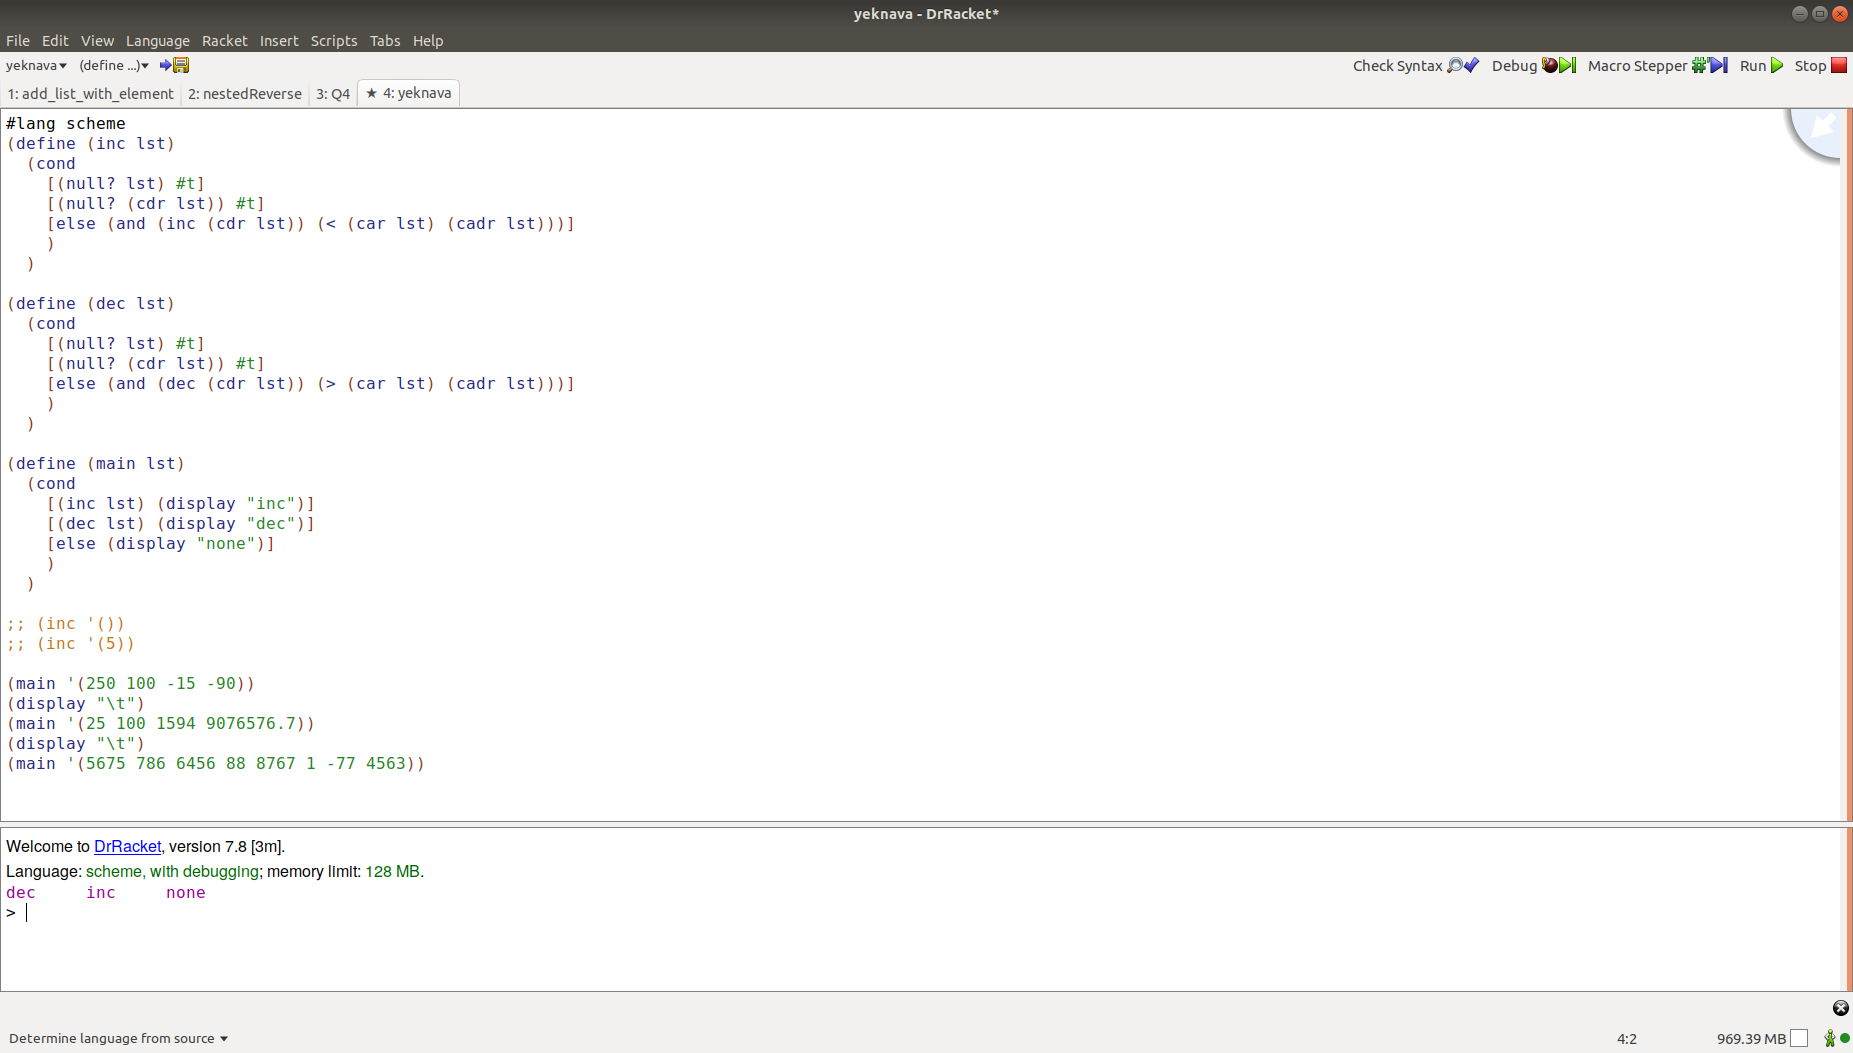 yeknava - DrRacket*
File Edit View Language Racket Insert Scripts Tabs Help
yeknava▾ (define ...)▾ Check Syntax Debug Macro Stepper Run Stop
1: add_list_with_element 2: nestedReverse 3: Q4 ★ 4: yeknava
#lang scheme
(define (inc lst)
  (cond
    [(null? lst) #t]
    [(null? (cdr lst)) #t]
    [else (and (inc (cdr lst)) (< (car lst) (cadr lst)))]
    )
  )
(define (dec lst)
  (cond
    [(null? lst) #t]
    [(null? (cdr lst)) #t]
    [else (and (dec (cdr lst)) (> (car lst) (cadr lst)))]
    )
  )
(define (main lst)
  (cond
    [(inc lst) (display "inc")]
    [(dec lst) (display "dec")]
    [else (display "none")]
    )
  )
;; (inc '())
;; (inc '(5))
(main '(250 100 -15 -90))
(display "\t")
(main '(25 100 1594 9076576.7))
(display "\t")
(main '(5675 786 6456 88 8767 1 -77 4563))
Welcome to DrRacket, version 7.8 [3m].
Language: scheme, with debugging; memory limit: 128 MB.
dec     inc     none
>
Determine language from source ▾ 4:2 969.39 MB